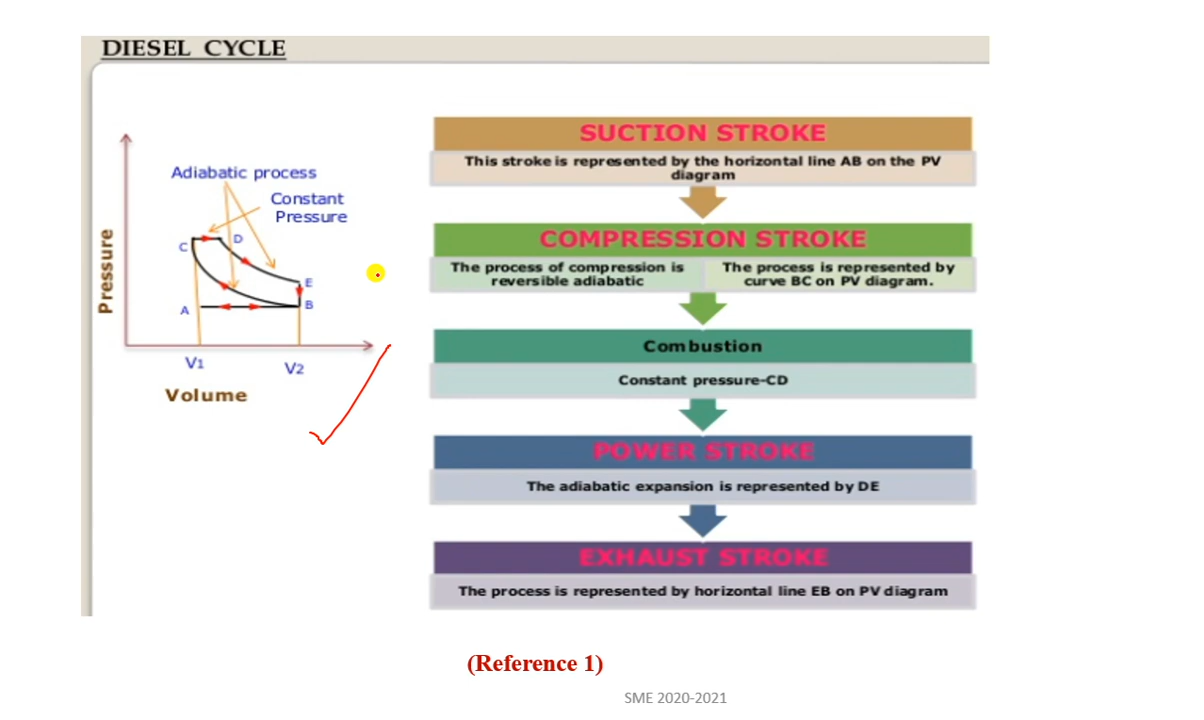 DIESEL CYCLE
Adiabatic process
Constant
Pressure
C
D
E
A
B
Pressure
V1
V2
Volume
SUCTION STROKE
This stroke is represented by the horizontal line AB on the PV
diagram
COMPRESSION STROKE
The process of compression is
reversible adiabatic
The process is represented by
curve BC on PV diagram.
Combustion
Constant pressure-CD
POWER STROKE
The adiabatic expansion is represented by DE
EXHAUST STROKE
The process is represented by horizontal line EB on PV diagram
(Reference 1)
SME 2020-2021